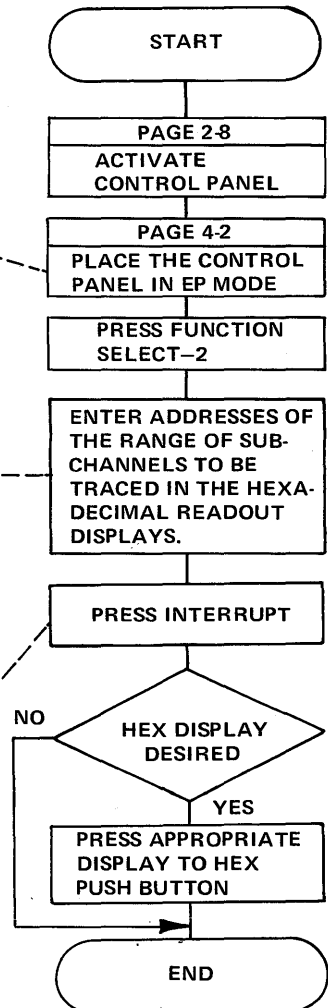 START
PAGE 2-8
ACTIVATE
CONTROL PANEL
PAGE 4-2
PLACE THE CONTROL
PANEL IN EP MODE
PRESS FUNCTION
SELECT–2
ENTER ADDRESSES OF
THE RANGE OF SUB-
CHANNELS TO BE
TRACED IN THE HEXA-
DECIMAL READOUT
DISPLAYS.
PRESS INTERRUPT
NO
HEX DISPLAY
DESIRED
YES
PRESS APPROPRIATE
DISPLAY TO HEX
PUSH BUTTON
END